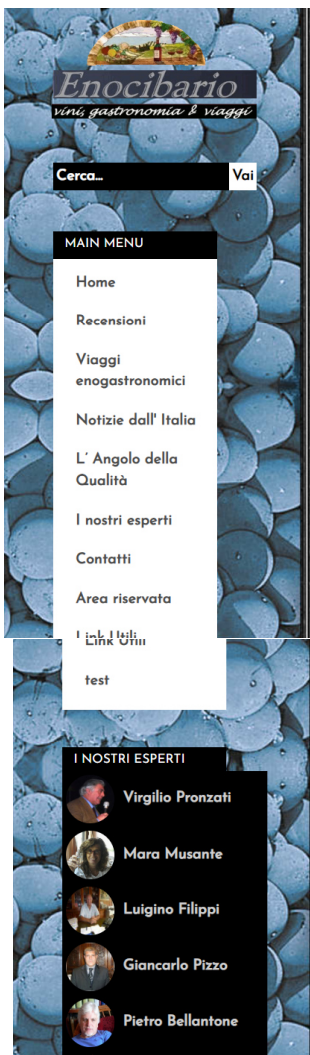 Enocibario
vini, gastronomia & viaggi
Cerca...
Vai
MAIN MENU
Home
Recensioni
Viaggi
enogastronomici
Notizie dall' Italia
L' Angolo della
Qualità
I nostri esperti
Contatti
Area riservata
Link Utili
test
I NOSTRI ESPERTI
Virgilio Pronzati
Mara Musante
Luigino Filippi
Giancarlo Pizzo
Pietro Bellantone